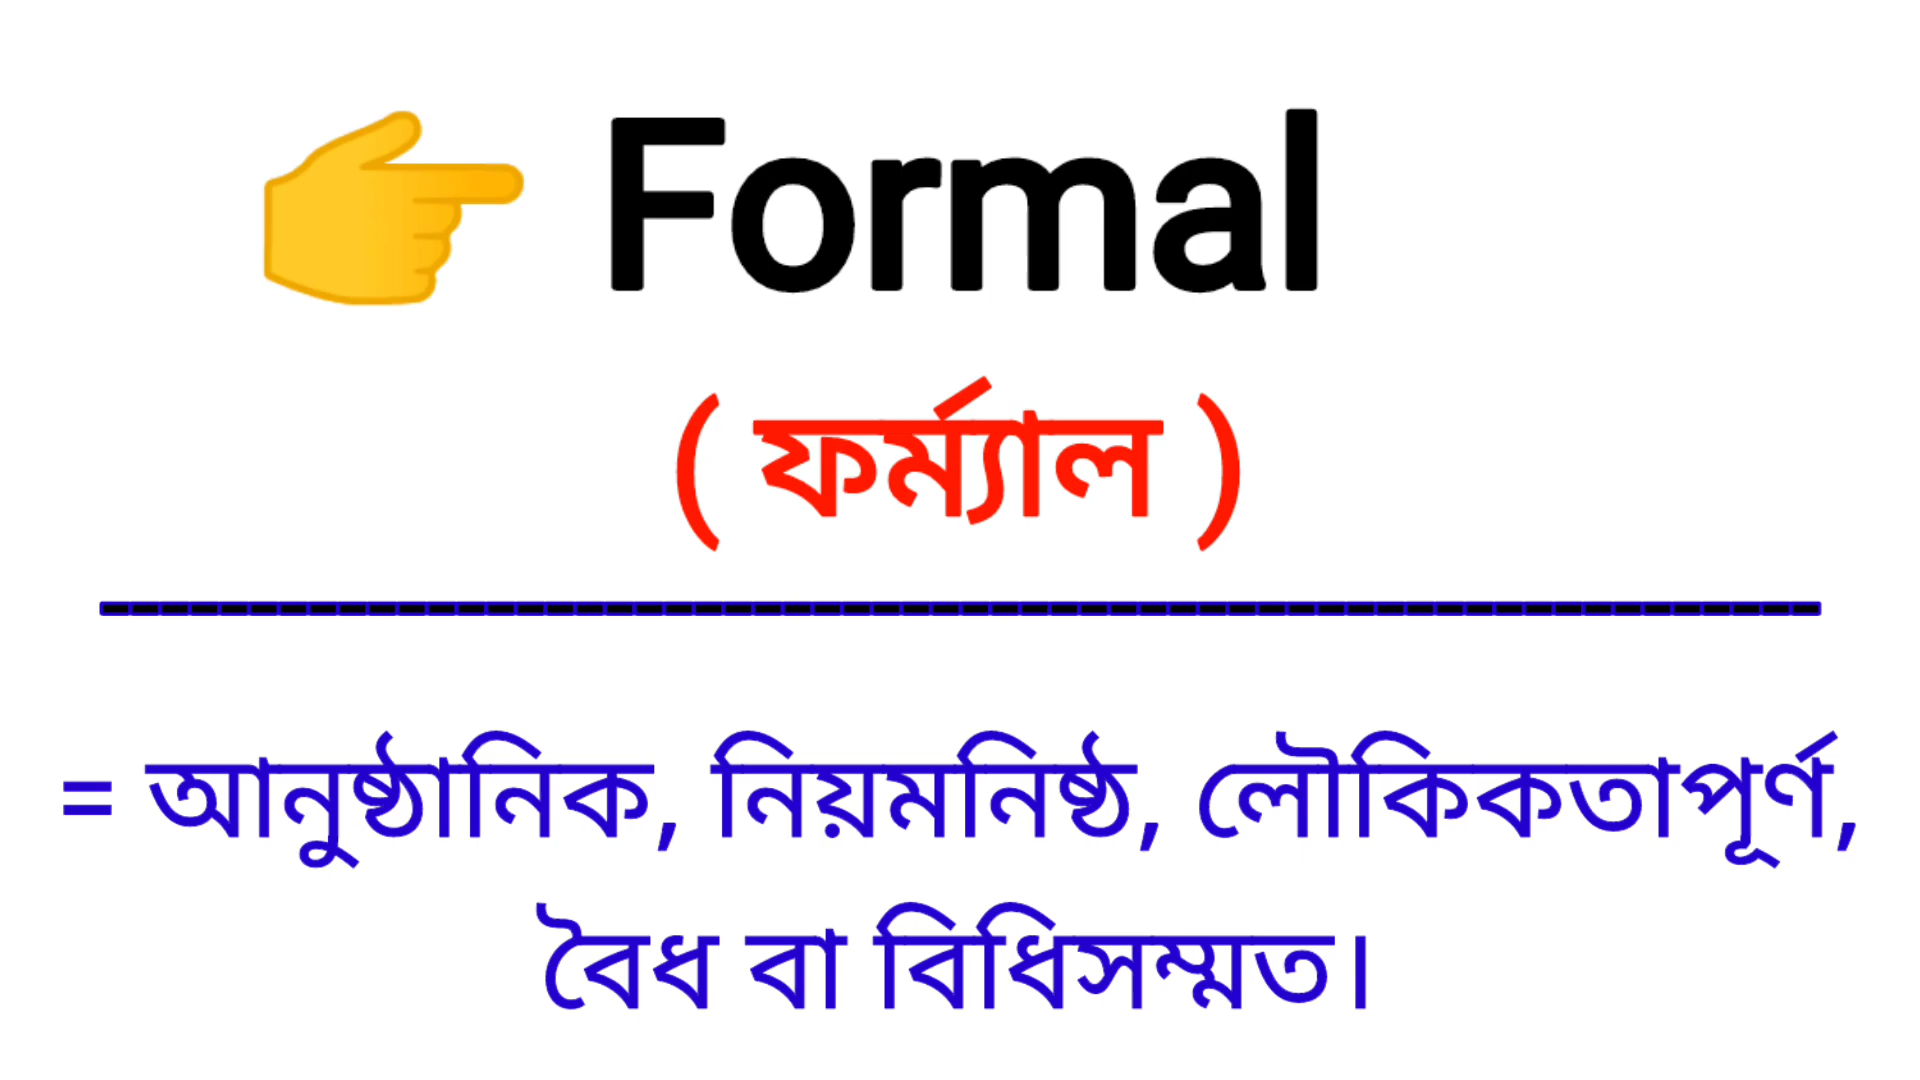 👉 Formal
( ফর্ম্যাল )
----------------------------------------------------------
= আনুষ্ঠানিক, নিয়মনিষ্ঠ, লৌকিকতাপূর্ণ,
বৈধ বা বিধিসম্মত।